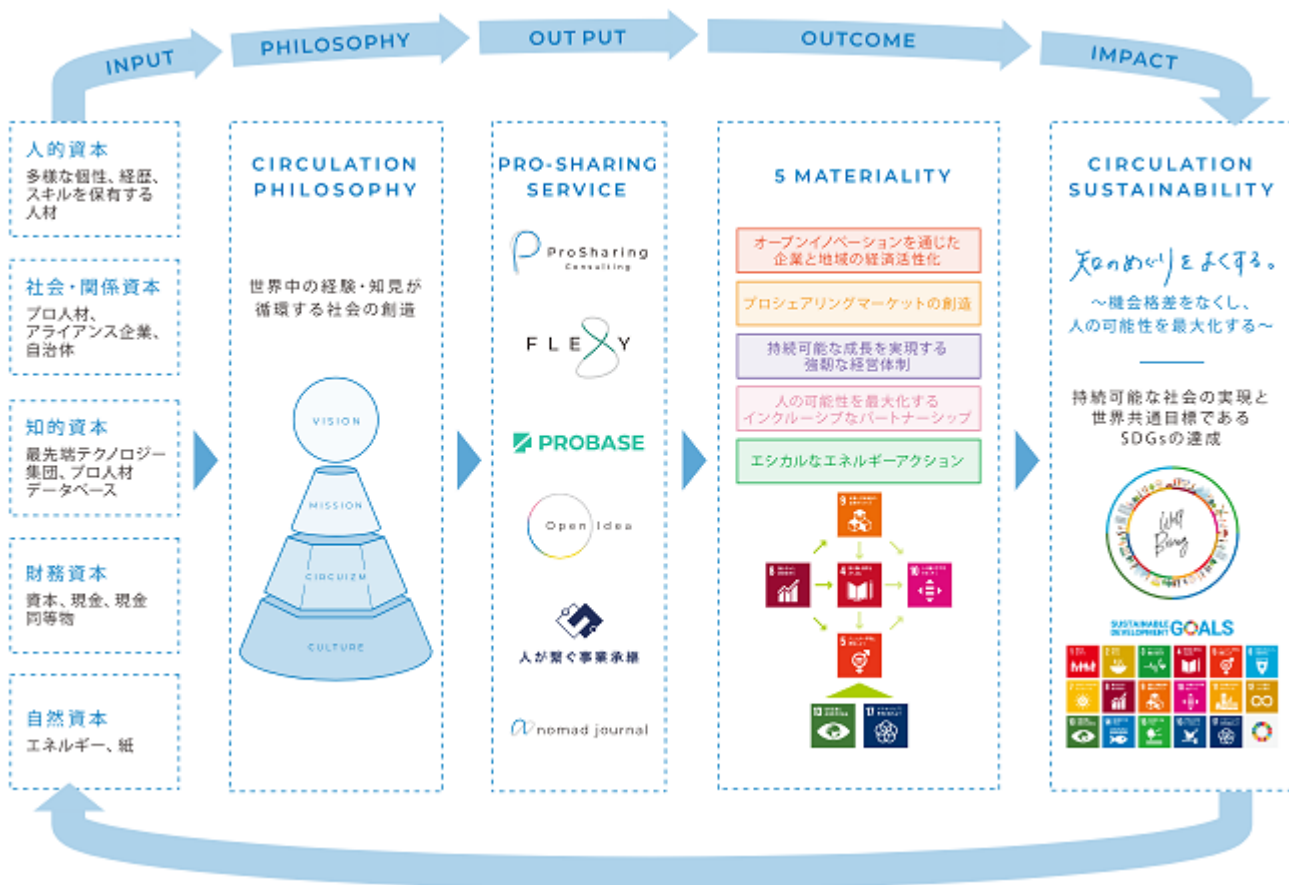 INPUT
PHILOSOPHY
OUTPUT
OUTCOME
IMPACT
人的資本
多様な個性、経歴、
スキルを保有する
人材
社会・関係資本
プロ人材、
アライアンス企業、
自治体
知的資本
最先端テクノロジー
集団、プロ人材
データベース
財務資本
資本、現金、現金
同等物
自然資本
エネルギー、紙
CIRCULATION
PHILOSOPHY
世界中の経験・知見が
循環する社会の創造
VISION
MISSION
CIRCUIZM
CULTURE
PRO-SHARING
SERVICE
ProSharing
Consulting
FLEXY
PROBASE
Open Idea
人が繋ぐ事業承継
nomad journal
5 MATERIALITY
オープンイノベーションを通じた
企業と地域の経済活性化
プロシェアリングマーケットの創造
持続可能な成長を実現する
強靭な経営体制
人の可能性を最大化する
インクルーシブなパートナーシップ
エシカルなエネルギーアクション
9
8
4
10
5
13
17
CIRCULATION
SUSTAINABILITY
知のめぐりをよくする。
～機会格差をなくし、
人の可能性を最大化する～
持続可能な社会の実現と
世界共通目標である
SDGsの達成
Well
Being
SUSTAINABLE
DEVELOPMENT GOALS